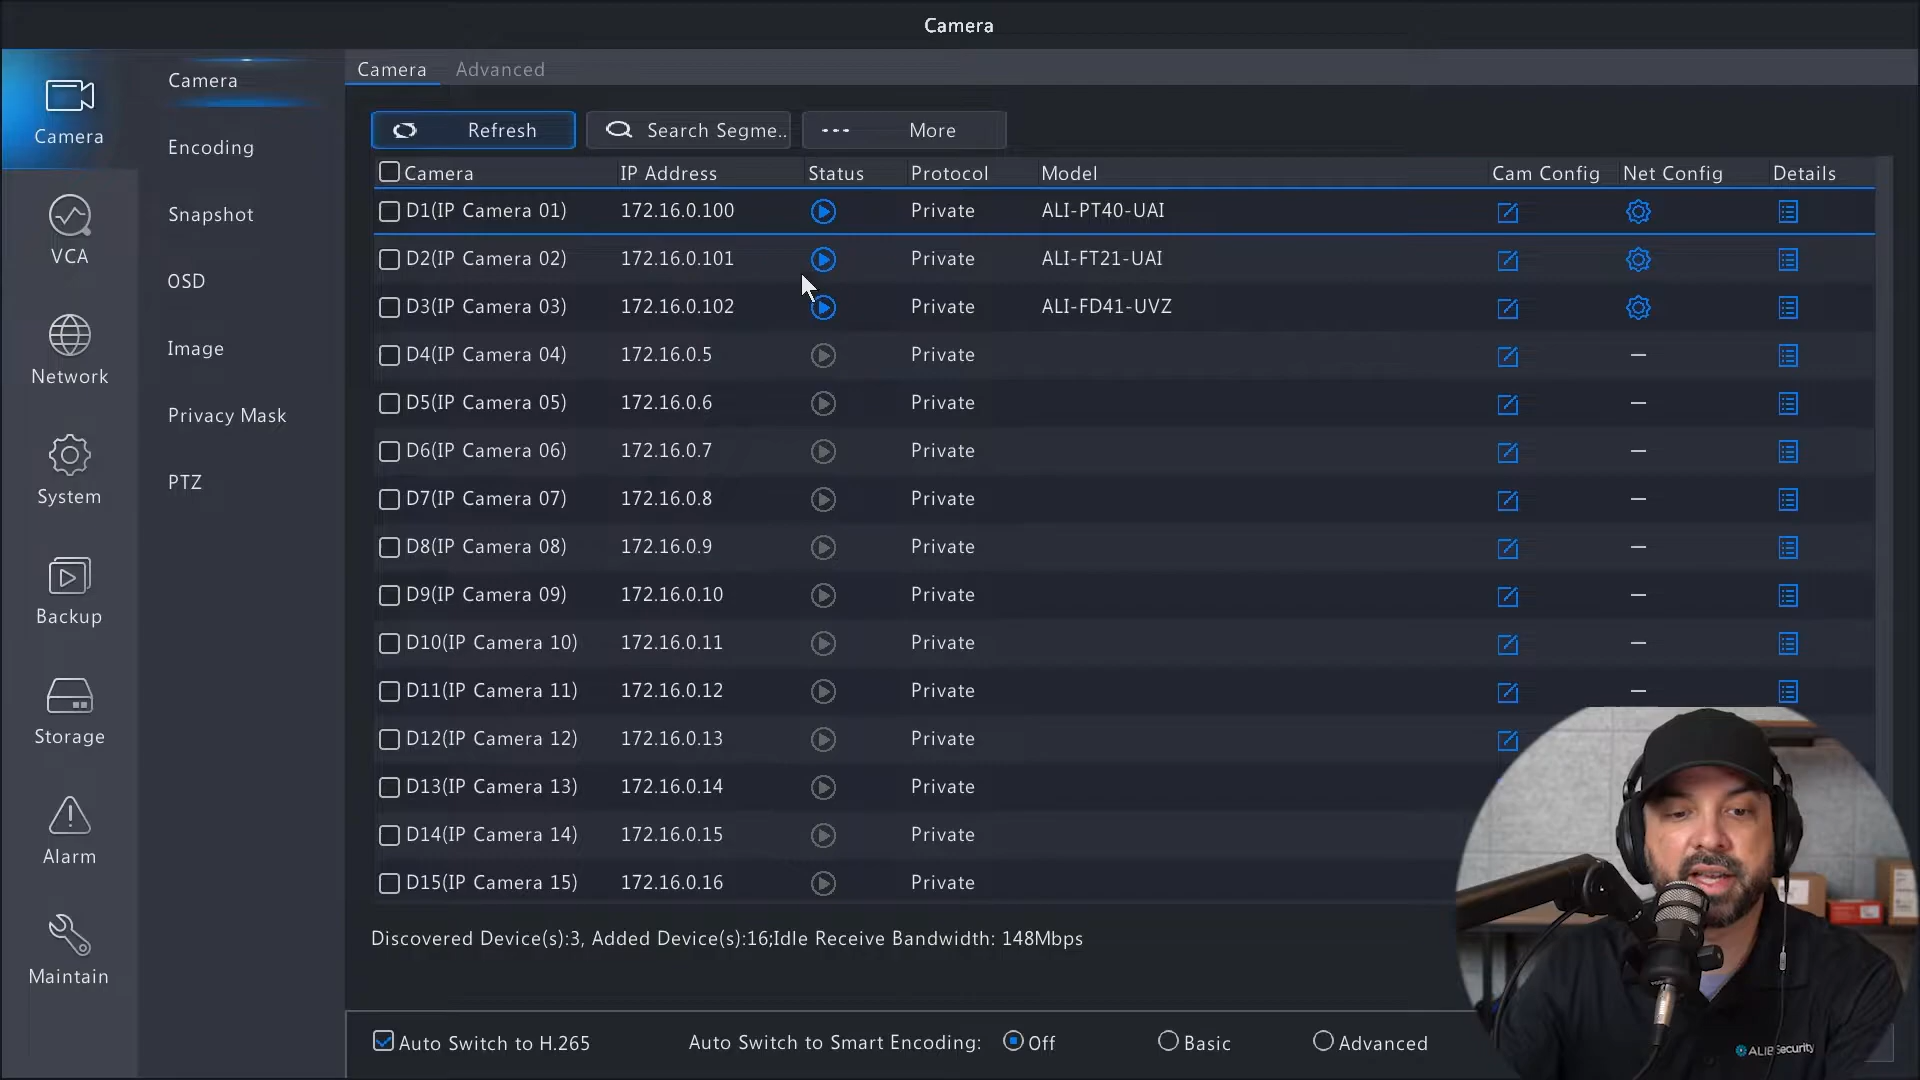 Camera
Camera
VCA
Network
System
Backup
Storage
Alarm
Maintain
Camera
Encoding
Snapshot
OSD
Image
Privacy Mask
PTZ
Camera Advanced
Refresh Search Segme.. ... More
Camera IP Address Status Protocol Model Cam Config Net Config Details
D1(IP Camera 01) 172.16.0.100 Private ALI-PT40-UAI
D2(IP Camera 02) 172.16.0.101 Private ALI-FT21-UAI
D3(IP Camera 03) 172.16.0.102 Private ALI-FD41-UVZ
D4(IP Camera 04) 172.16.0.5 Private —
D5(IP Camera 05) 172.16.0.6 Private —
D6(IP Camera 06) 172.16.0.7 Private —
D7(IP Camera 07) 172.16.0.8 Private —
D8(IP Camera 08) 172.16.0.9 Private —
D9(IP Camera 09) 172.16.0.10 Private —
D10(IP Camera 10) 172.16.0.11 Private —
D11(IP Camera 11) 172.16.0.12 Private —
D12(IP Camera 12) 172.16.0.13 Private
D13(IP Camera 13) 172.16.0.14 Private
D14(IP Camera 14) 172.16.0.15 Private
D15(IP Camera 15) 172.16.0.16 Private
Discovered Device(s):3, Added Device(s):16;Idle Receive Bandwidth: 148Mbps
Auto Switch to H.265 Auto Switch to Smart Encoding: Off Basic Advanced
Security